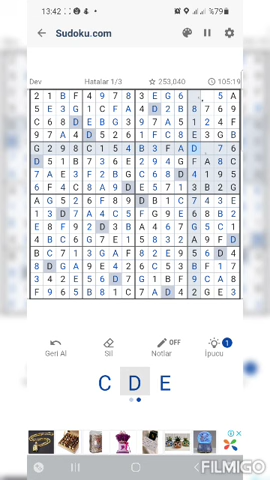 13:42
%79
Sudoku.com
Dev
Hatalar 1/3
253,040
105:19
2 1 B F 4 9 7 8 3 E G 6 5 A
5 E 3 G 1 C F A 4 D 2 B 8 7 6 9
C 6 8 D E B G 3 9 7 A 5 1 2 4 F
9 7 A 4 D 5 2 6 1 F C 8 E 3 G B
G 2 9 8 C 1 5 4 B 3 F A D 7 6
D 5 1 B 7 3 6 E 2 9 4 G F A 8 C
7 A E 3 F 2 B G C 6 8 D 4 1 9 5
6 F 4 C 8 A 9 D E 5 7 1 3 B 2 G
A G 5 2 6 F 8 9 D B 1 C 7 4 3 E
1 3 D 7 A 4 C 5 F G 9 E 6 8 B 2
E 8 F 9 2 D 3 B A 4 6 7 G 5 C 1
4 B C 6 G 7 E 1 5 8 3 2 A 9 F D
B C 7 1 3 G A F 8 2 E 9 5 6 D 4
8 D G A 9 E 4 2 6 C 5 3 B F 1 7
3 4 2 E 5 6 D 7 G 1 B F 9 C A 8
F 9 6 5 B 8 1 C 7 A D 4 2 G E 3
OFF
1
Geri Al
Sil
Notlar
İpucu
C D E
FILMIGO